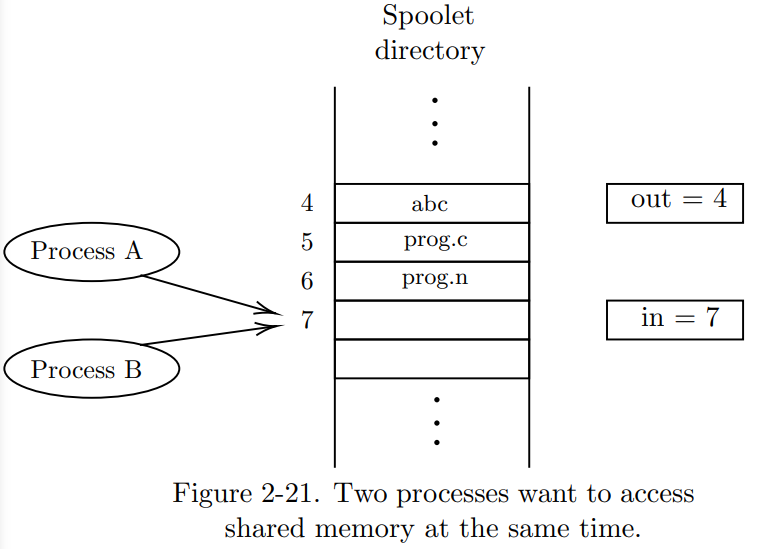 Spoolet
directory
4 abc out = 4
Process A 5 prog.c
6 prog.n
7 in = 7
Process B
Figure 2-21. Two processes want to access
shared memory at the same time.